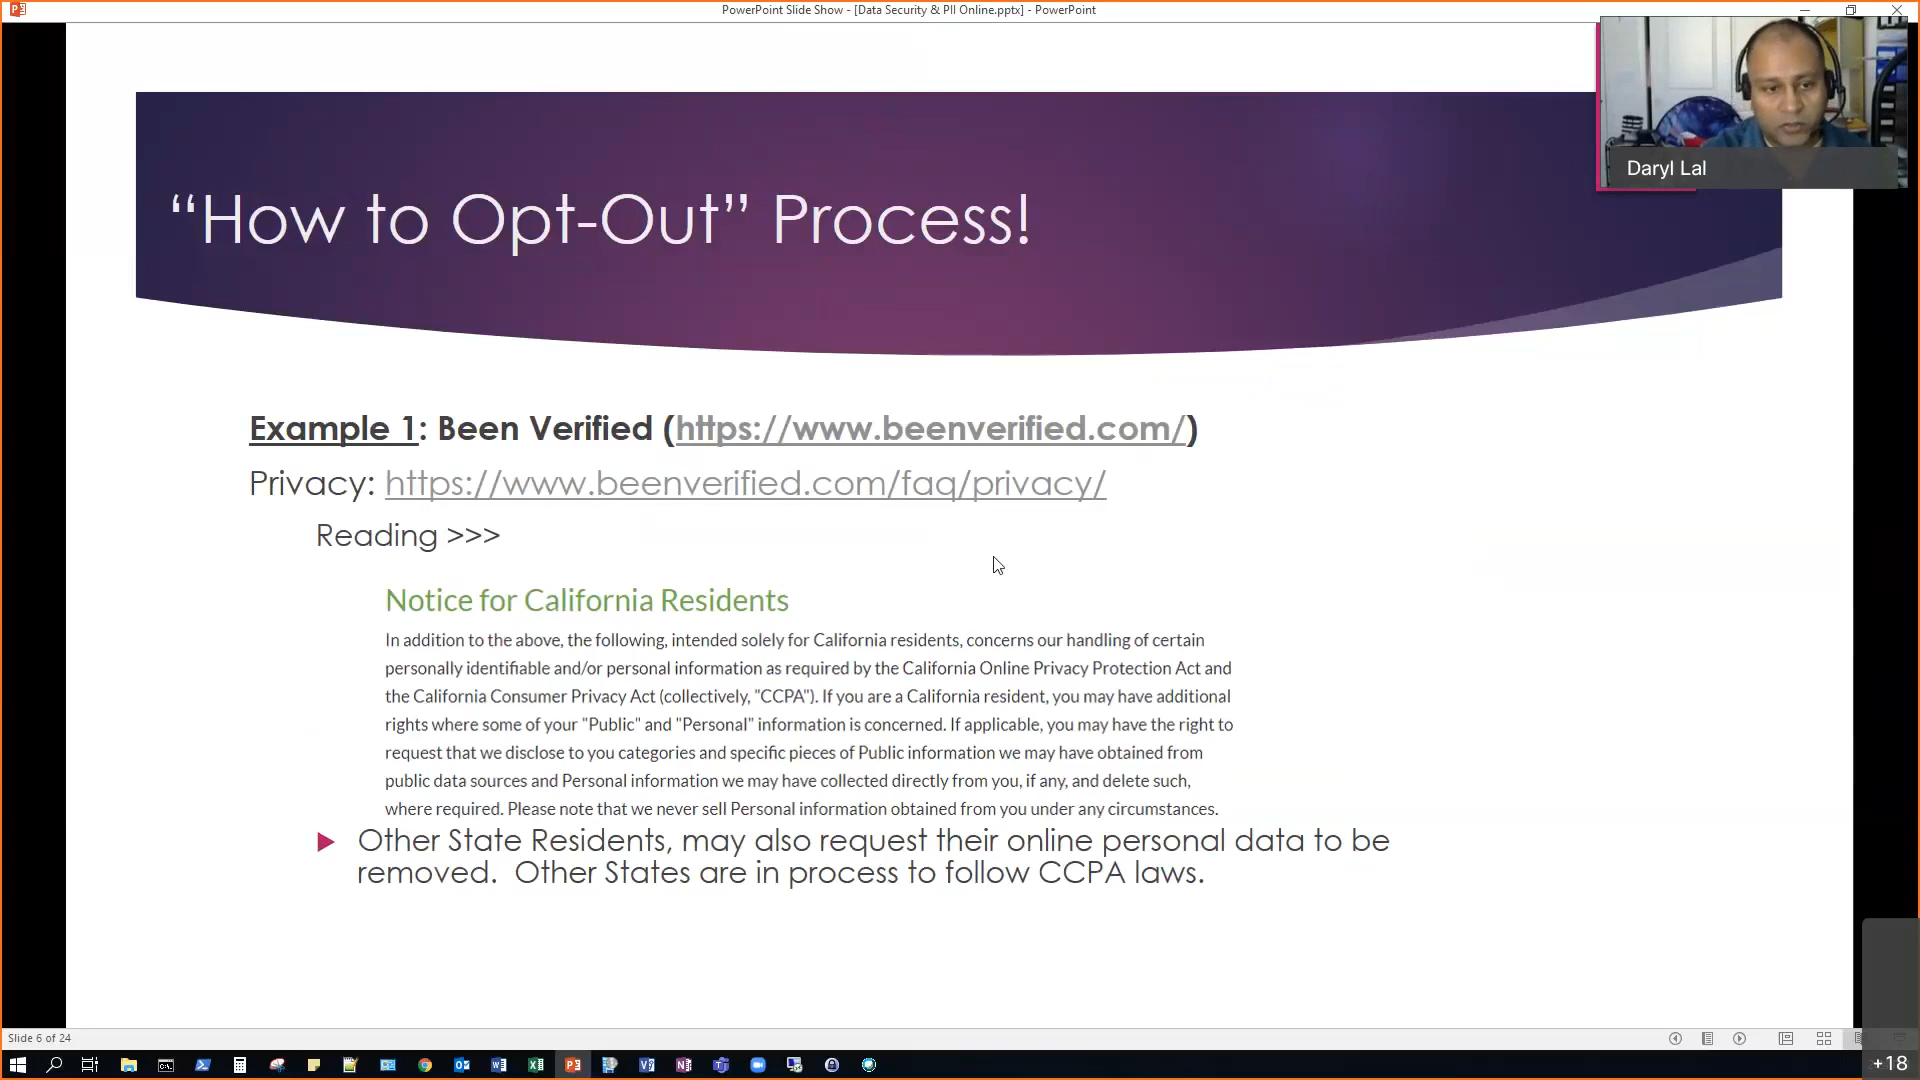 PowerPoint Slide Show - [Data Security & PII Online.pptx] - PowerPoint
Daryl Lal
“How to Opt-Out” Process!
Example 1: Been Verified (https://www.beenverified.com/)
Privacy: https://www.beenverified.com/faq/privacy/
Reading >>>
Notice for California Residents
In addition to the above, the following, intended solely for California residents, concerns our handling of certain
personally identifiable and/or personal information as required by the California Online Privacy Protection Act and
the California Consumer Privacy Act (collectively, "CCPA"). If you are a California resident, you may have additional
rights where some of your "Public" and "Personal" information is concerned. If applicable, you may have the right to
request that we disclose to you categories and specific pieces of Public information we may have obtained from
public data sources and Personal information we may have collected directly from you, if any, and delete such,
where required. Please note that we never sell Personal information obtained from you under any circumstances.
Other State Residents, may also request their online personal data to be
removed. Other States are in process to follow CCPA laws.
Slide 6 of 24
+18